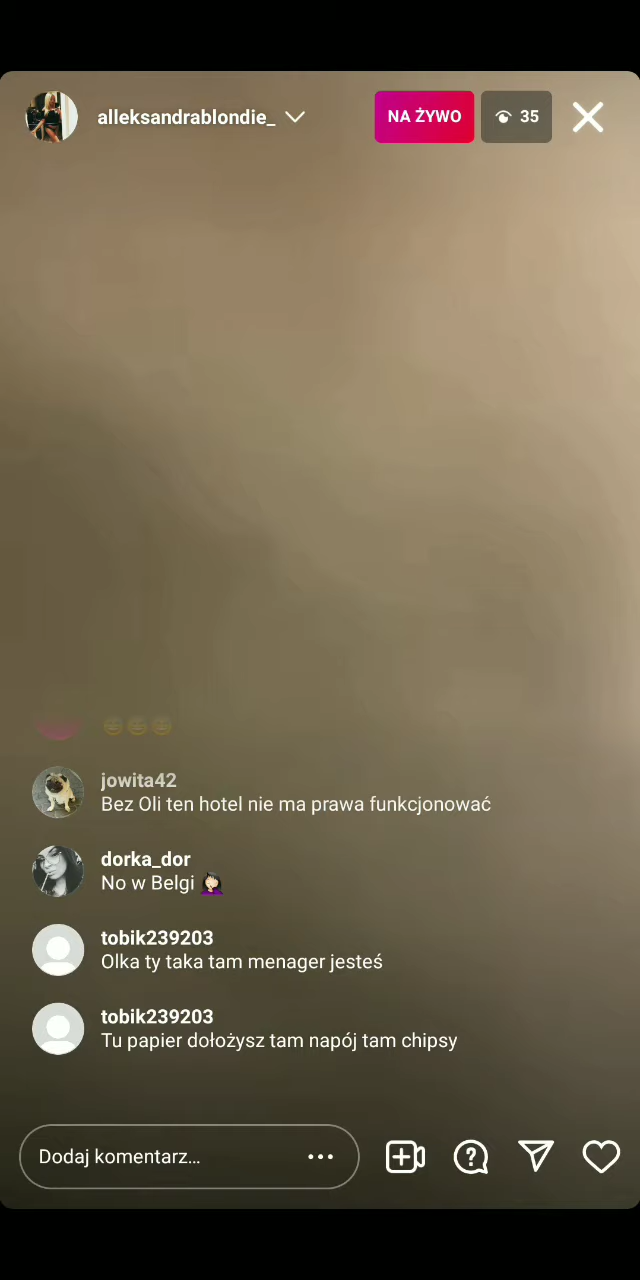 alleksandrablondie_
NA ŻYWO
35
jowita42
Bez Oli ten hotel nie ma prawa funkcjonować
dorka_dor
No w Belgi 🤦🏻‍♀️
tobik239203
Olka ty taka tam menager jesteś
tobik239203
Tu papier dołożysz tam napój tam chipsy
Dodaj komentarz...